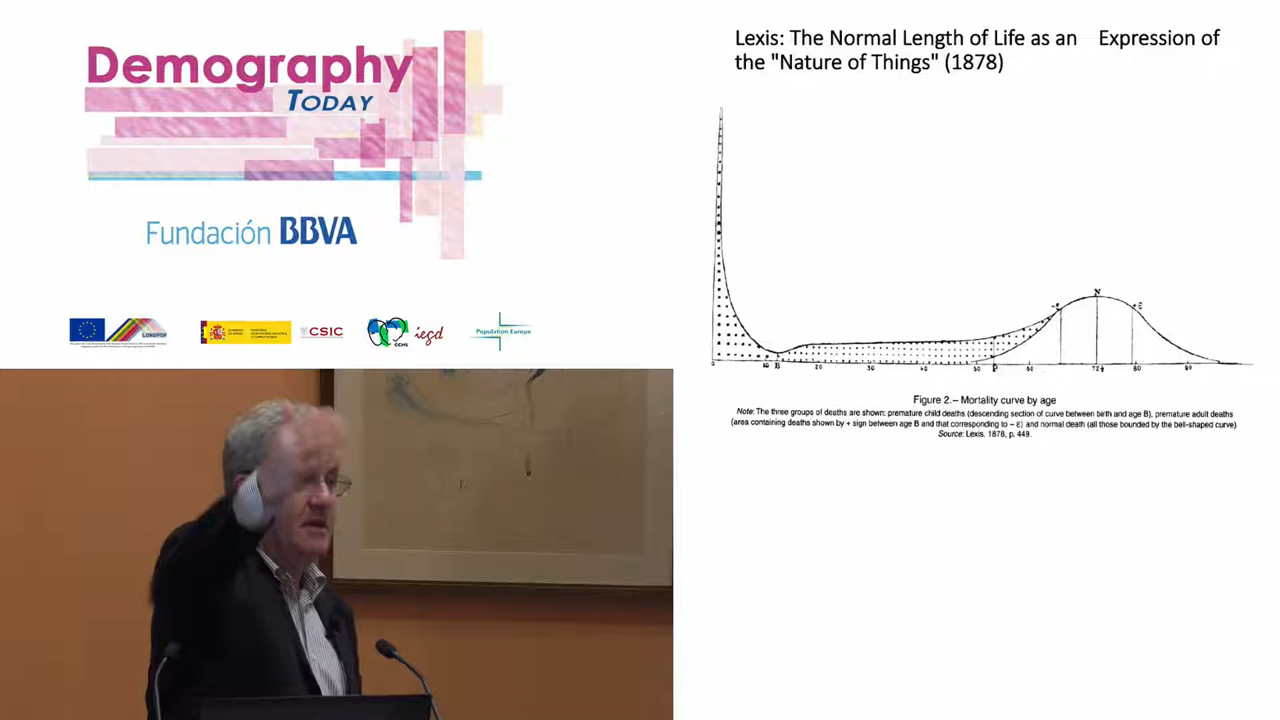 Demography
TODAY
Fundación BBVA
LONGPOP
CSIC
CCHS
iegd
Population Europe
Lexis: The Normal Length of Life as an Expression of
the "Nature of Things" (1878)
N
B
20
30
40
P
80
90
Figure 2.– Mortality curve by age
Note: The three groups of deaths are shown: premature child deaths (descending section of curve between birth and age B), premature adult deaths
(area containing deaths shown by + sign between age B and that corresponding to – ε) and normal death (all those bounded by the bell-shaped curve)
Source: Lexis, 1878, p. 449.